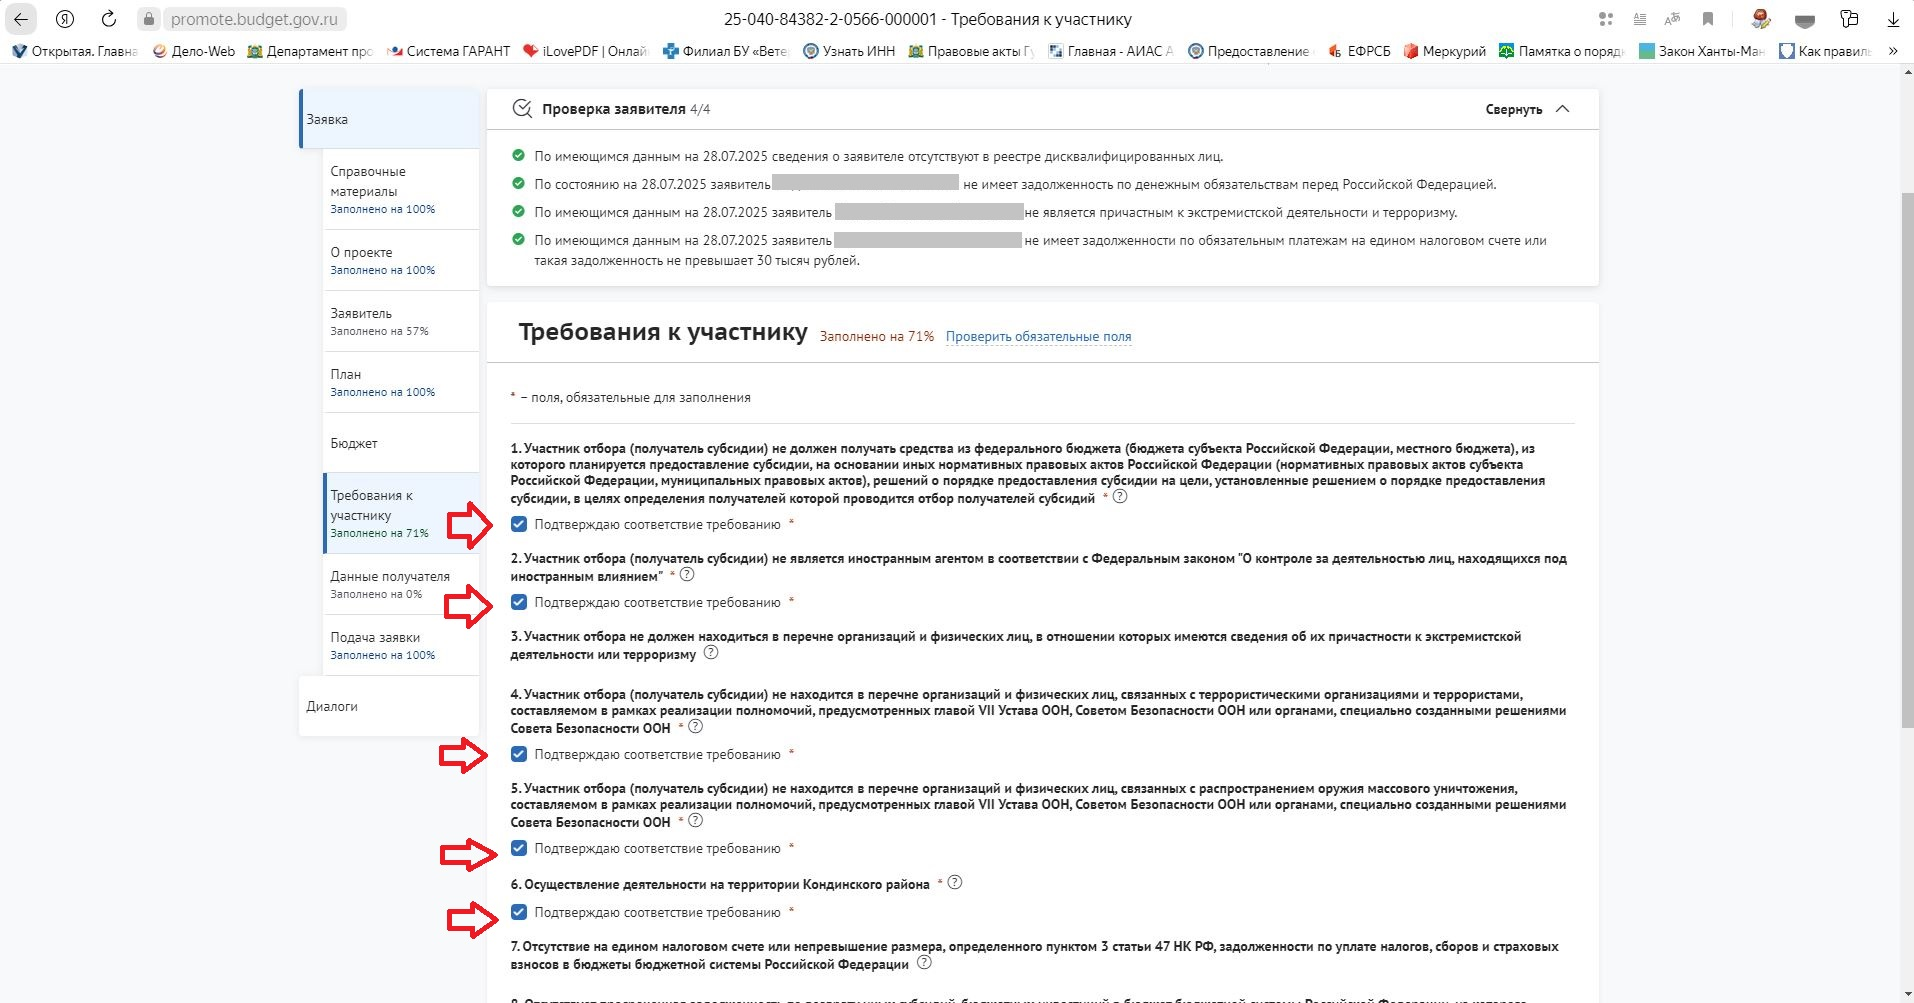 promote.budget.gov.ru
25-040-84382-2-0566-000001 - Требования к участнику
Открытая. Главна
Дело-Web
Департамент про
Система ГАРАНТ
iLovePDF | Онлай
Филиал БУ «Вете
Узнать ИНН
Правовые акты Гу
Главная - АИАС А
Предоставление
ЕФРСБ
Меркурий
Памятка о поряд
Закон Ханты-Ман
Как правиль
»
Заявка
Справочные
материалы
Заполнено на 100%
О проекте
Заполнено на 100%
Заявитель
Заполнено на 57%
План
Заполнено на 100%
Бюджет
Требования к
участнику
Заполнено на 71%
Данные получателя
Заполнено на 0%
Подача заявки
Заполнено на 100%
Диалоги
Проверка заявителя 4/4
Свернуть
По имеющимся данным на 28.07.2025 сведения о заявителе отсутствуют в реестре дисквалифицированных лиц.
По состоянию на 28.07.2025 заявитель не имеет задолженность по денежным обязательствам перед Российской Федерацией.
По имеющимся данным на 28.07.2025 заявитель не является причастным к экстремистской деятельности и терроризму.
По имеющимся данным на 28.07.2025 заявитель не имеет задолженности по обязательным платежам на едином налоговом счете или
такая задолженность не превышает 30 тысяч рублей.
Требования к участнику Заполнено на 71% Проверить обязательные поля
* – поля, обязательные для заполнения
1. Участник отбора (получатель субсидии) не должен получать средства из федерального бюджета (бюджета субъекта Российской Федерации, местного бюджета), из
которого планируется предоставление субсидии, на основании иных нормативных правовых актов Российской Федерации (нормативных правовых актов субъекта
Российской Федерации, муниципальных правовых актов), решений о порядке предоставления субсидии на цели, установленные решением о порядке предоставления
субсидии, в целях определения получателей которой проводится отбор получателей субсидий * ?
Подтверждаю соответствие требованию *
2. Участник отбора (получатель субсидии) не является иностранным агентом в соответствии с Федеральным законом "О контроле за деятельностью лиц, находящихся под
иностранным влиянием" * ?
Подтверждаю соответствие требованию *
3. Участник отбора не должен находиться в перечне организаций и физических лиц, в отношении которых имеются сведения об их причастности к экстремистской
деятельности или терроризму ?
4. Участник отбора (получатель субсидии) не находится в перечне организаций и физических лиц, связанных с террористическими организациями и террористами,
составляемом в рамках реализации полномочий, предусмотренных главой VII Устава ООН, Советом Безопасности ООН или органами, специально созданными решениями
Совета Безопасности ООН * ?
Подтверждаю соответствие требованию *
5. Участник отбора (получатель субсидии) не находится в перечне организаций и физических лиц, связанных с распространением оружия массового уничтожения,
составляемом в рамках реализации полномочий, предусмотренных главой VII Устава ООН, Советом Безопасности ООН или органами, специально созданными решениями
Совета Безопасности ООН * ?
Подтверждаю соответствие требованию *
6. Осуществление деятельности на территории Кондинского района * ?
Подтверждаю соответствие требованию *
7. Отсутствие на едином налоговом счете или непревышение размера, определенного пунктом 3 статьи 47 НК РФ, задолженности по уплате налогов, сборов и страховых
взносов в бюджеты бюджетной системы Российской Федерации ?